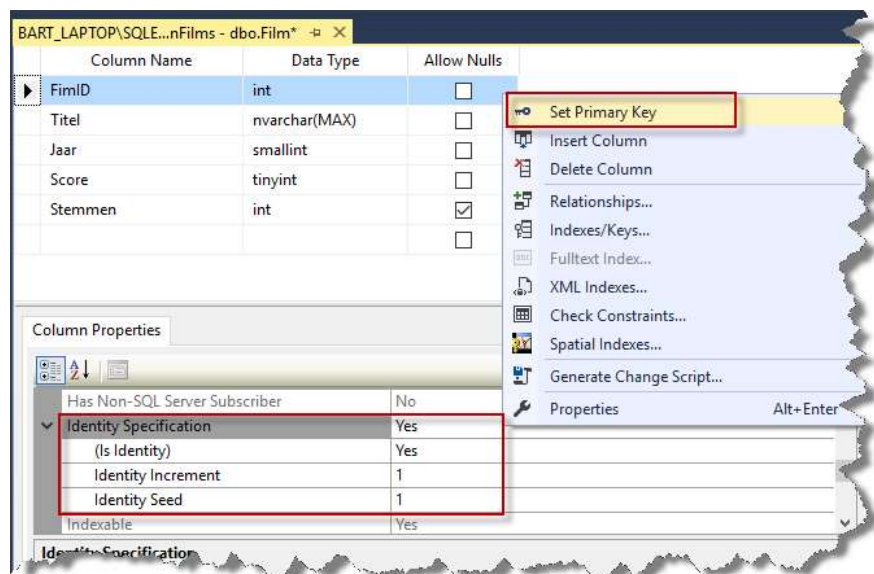 BART_LAPTOP\SQLE...nFilms - dbo.Film*
Column Name Data Type Allow Nulls
FimID int
Titel nvarchar(MAX)
Jaar smallint
Score tinyint
Stemmen int
Set Primary Key
Insert Column
Delete Column
Relationships...
Indexes/Keys...
Fulltext Index...
XML Indexes...
Check Constraints...
Spatial Indexes...
Generate Change Script...
Properties Alt+Enter
Column Properties
Has Non-SQL Server Subscriber No
Identity Specification Yes
(Is Identity) Yes
Identity Increment 1
Identity Seed 1
Indexable Yes
Identity Specification